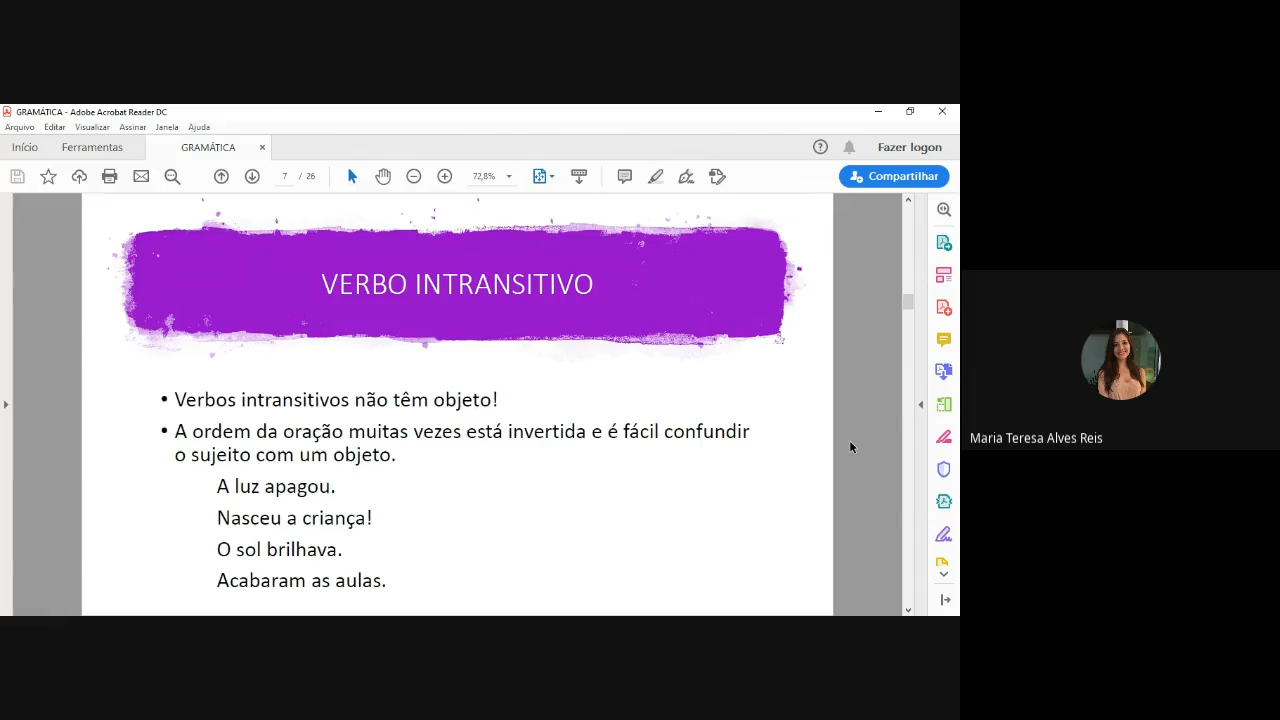 GRAMÁTICA - Adobe Acrobat Reader DC
Arquivo Editar Visualizar Assinar Janela Ajuda
Início Ferramentas GRAMÁTICA × Fazer logon
7 / 26 72,8% Compartilhar
VERBO INTRANSITIVO
• Verbos intransitivos não têm objeto!
• A ordem da oração muitas vezes está invertida e é fácil confundir
o sujeito com um objeto.
A luz apagou.
Nasceu a criança!
O sol brilhava.
Acabaram as aulas.
Maria Teresa Alves Reis